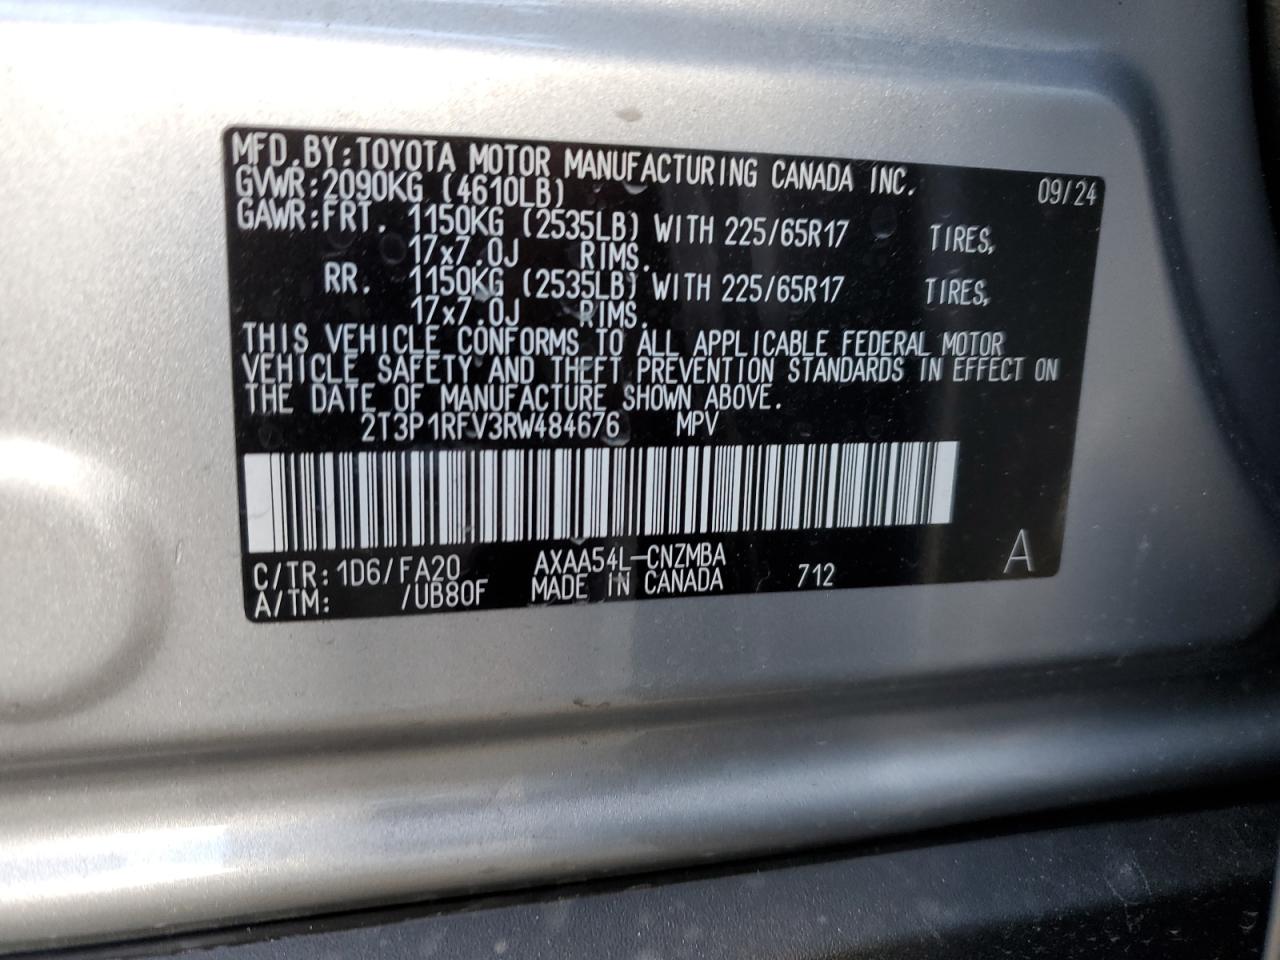 MFD.BY:TOYOTA MOTOR MANUFACTURING CANADA INC. 09/24
GVWR:2090KG (4610LB)
GAWR:FRT. 1150KG (2535LB) WITH 225/65R17 TIRES,
17x7.0J RIMS.
RR. 1150KG (2535LB) WITH 225/65R17 TIRES,
17x7.0J RIMS.
THIS VEHICLE CONFORMS TO ALL APPLICABLE FEDERAL MOTOR
VEHICLE SAFETY AND THEFT PREVENTION STANDARDS IN EFFECT ON
THE DATE OF MANUFACTURE SHOWN ABOVE.
2T3P1RFV3RW484676 MPV
C/TR:1D6/FA20 AXAA54L-CNZMBA 712 A
A/TM: /UB80F MADE IN CANADA